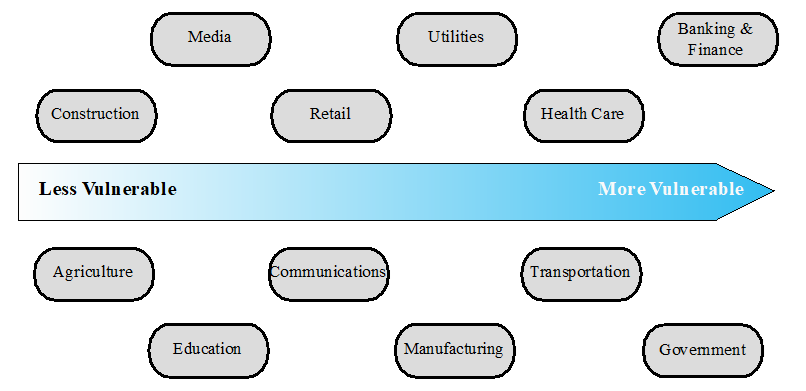 Media
Utilities
Banking &
Finance
Construction
Retail
Health Care
Less Vulnerable
More Vulnerable
Agriculture
Communications
Transportation
Education
Manufacturing
Government